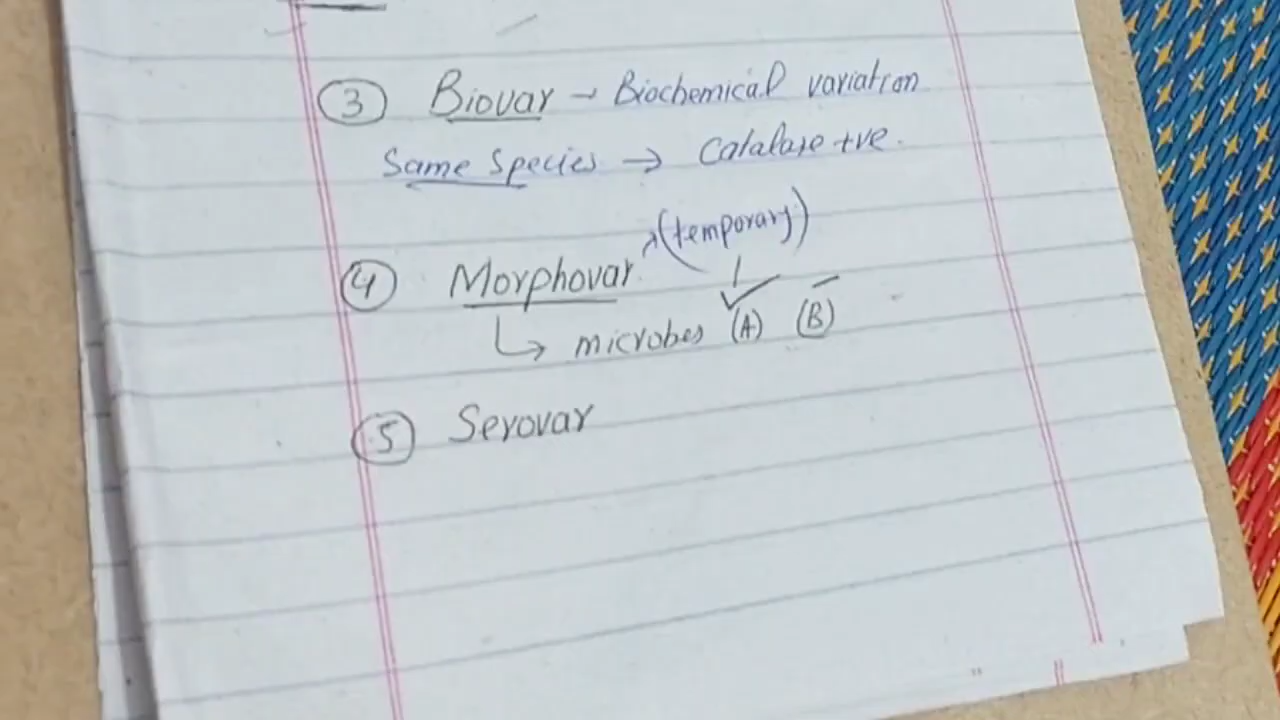 ③ Biovar → Biochemical variation
Same species → Catalase +ve.
(temporary)
④ Morphovar
↳ microbes (A) (B)
⑤ Serovar